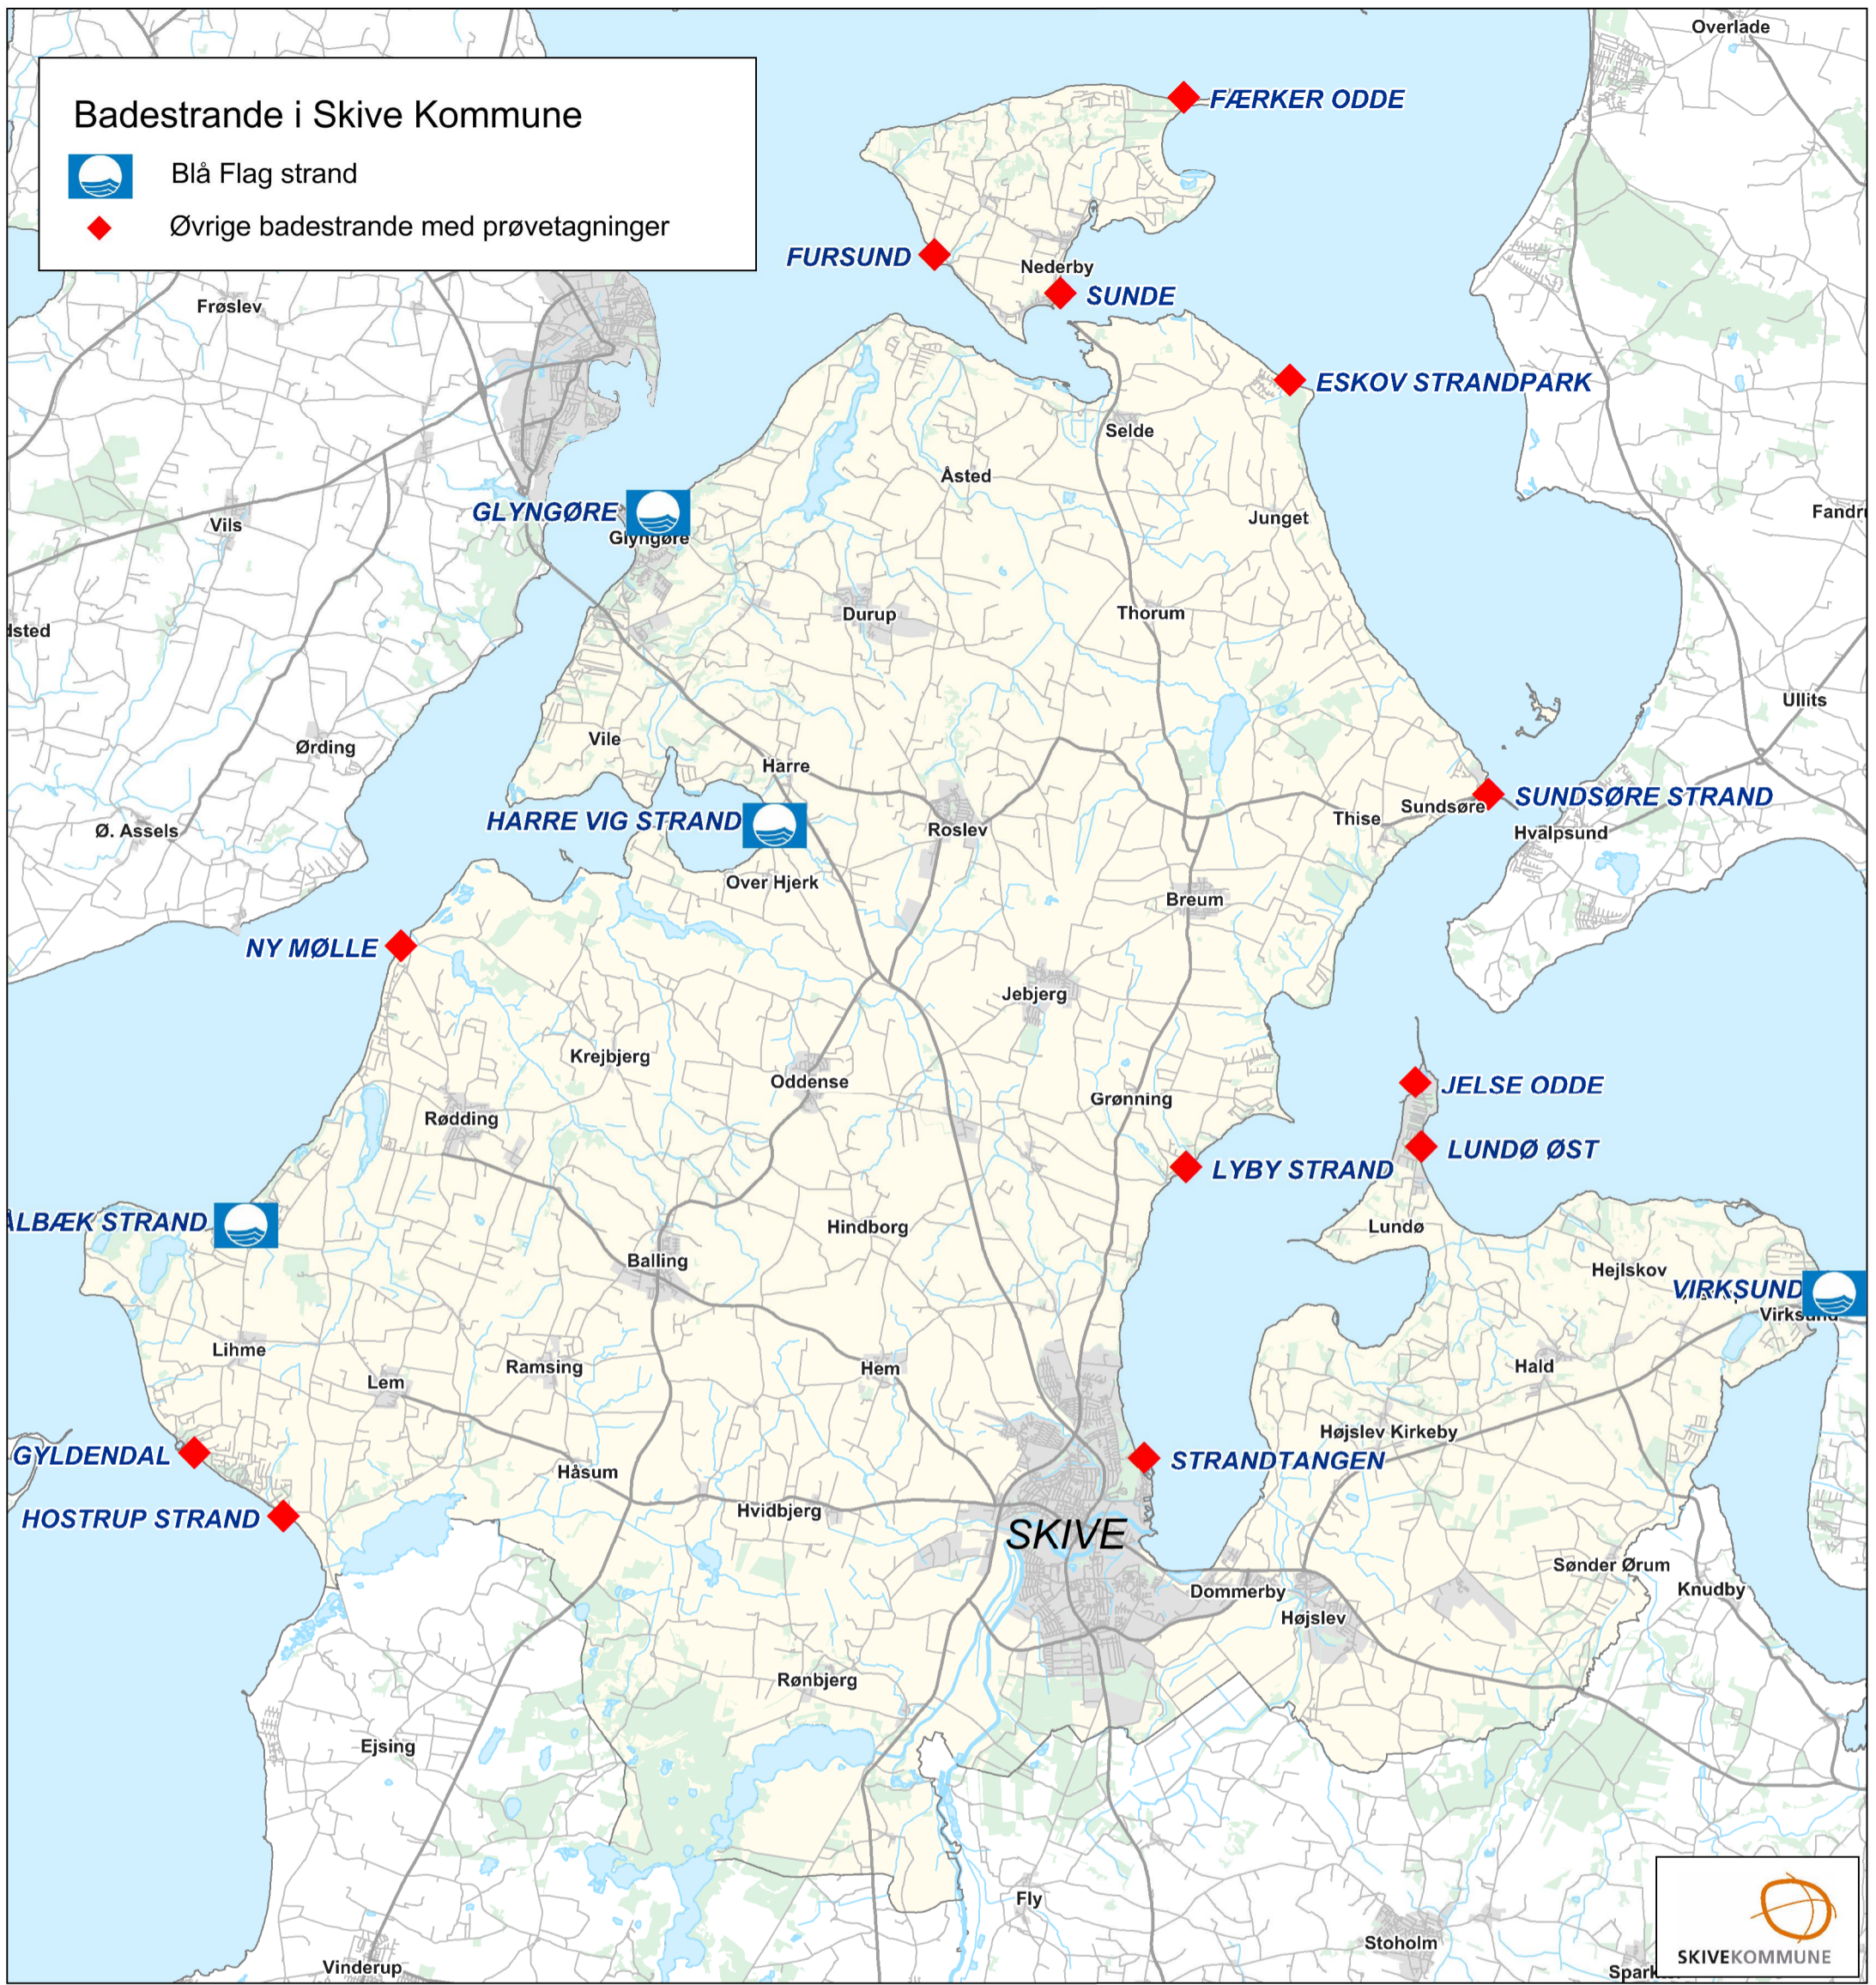 Badestrande i Skive Kommune
Blå Flag strand
Øvrige badestrande med prøvetagninger
Overlade
FÆRKER ODDE
FURSUND
Nederby
SUNDE
Frøslev
ESKOV STRANDPARK
Selde
Åsted
GLYNGØRE
Glyngøre
Vils
Junget
Durup
Thorum
Ullits
Vile
Ørding
Harre
HARRE VIG STRAND
Roslev
Thise
Sundsøre
SUNDSØRE STRAND
Hvalpsund
Ø. Assels
Over Hjerk
Breum
NY MØLLE
Jebjerg
Krejbjerg
Oddense
Grønning
JELSE ODDE
Rødding
LUNDØ ØST
LYBY STRAND
ÅLBÆK STRAND
Hindborg
Lundø
Balling
Hejlskov
VIRKSUND
Virksund
Lihme
Lem
Ramsing
Hem
Hald
Højslev Kirkeby
GYLDENDAL
STRANDTANGEN
Håsum
Hvidbjerg
HOSTRUP STRAND
SKIVE
Sønder Ørum
Knudby
Dommerby
Højslev
Rønbjerg
Ejsing
Fly
Stoholm
Vinderup
SKIVEKOMMUNE